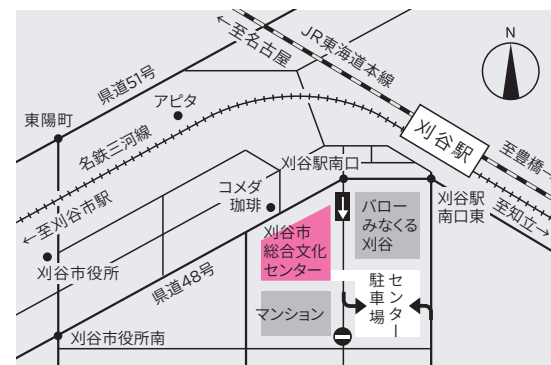 ←至名古屋
JR東海道本線
N
県道51号
アピタ
東陽町
名鉄三河線
刈谷駅
至豊橋→
刈谷駅南口
コメダ
珈琲
←至刈谷市駅
バロー
みなくる
刈谷
刈谷駅
南口東
至知立→
刈谷市
総合文化
センター
刈谷市役所
県道48号
センター
駐車場
マンション
刈谷市役所南